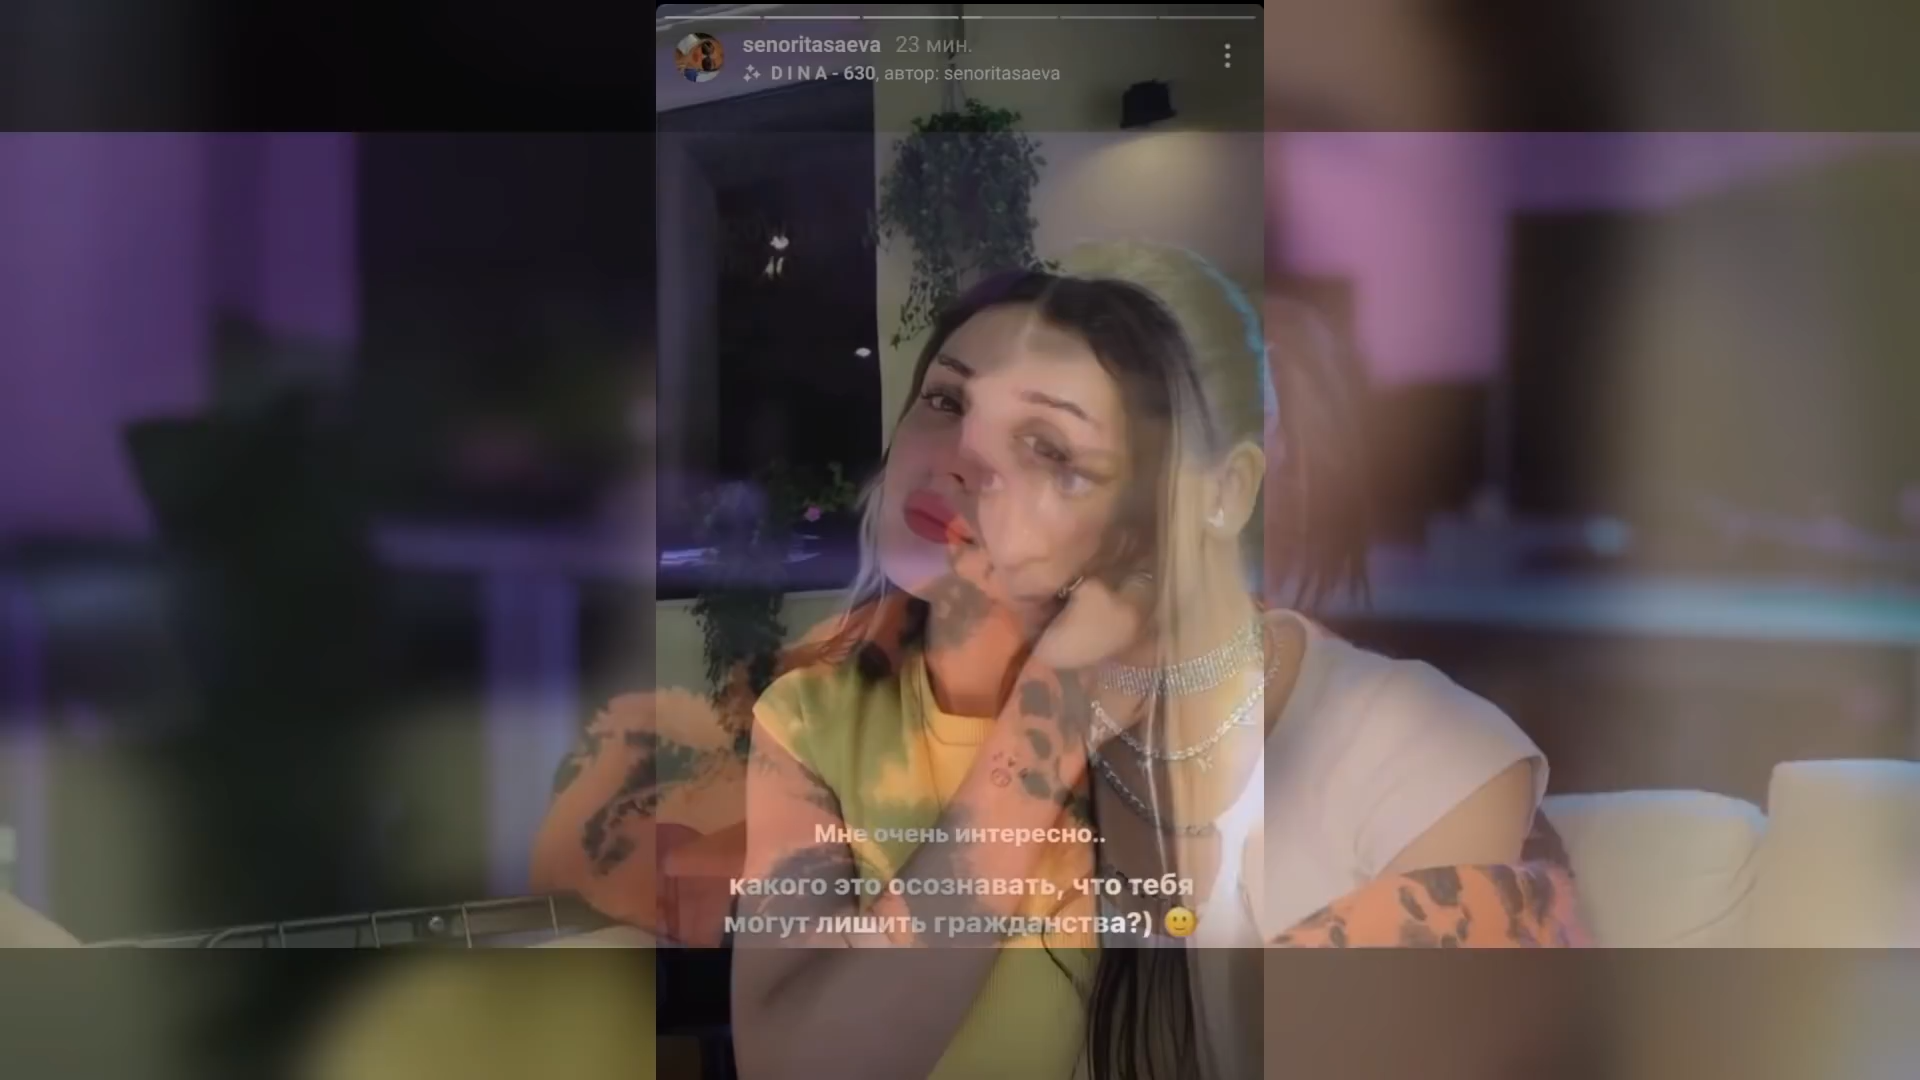 senoritasaeva 23 мин.
D I N A - 630, автор: senoritasaeva
Мне очень интересно..
какого это осознавать, что тебя
могут лишить гражданства?) 🙂